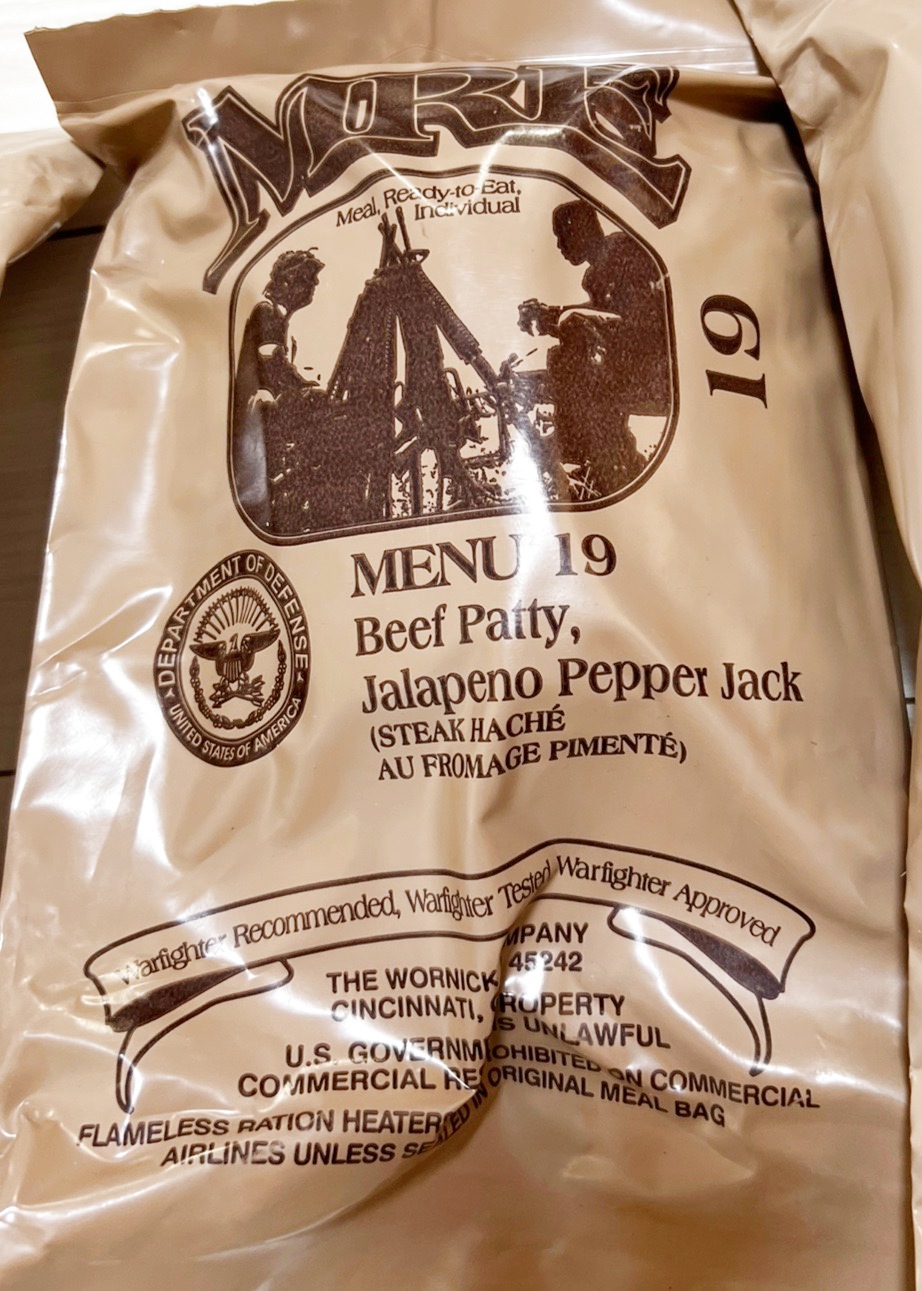 MRE
Meal, Ready-to-Eat,
Individual
19
MENU 19
Beef Patty,
Jalapeno Pepper Jack
(STEAK HACHÉ
AU FROMAGE PIMENTÉ)
DEPARTMENT OF DEFENSE
UNITED STATES OF AMERICA
Warfighter Recommended, Warfighter Tested Warfighter Approved
THE WORNICK MPANY
CINCINNATI, 45242
U.S. GOVERNM ROPERTY
COMMERCIAL RE IS UNLAWFUL
FLAMELESS RATION HEATER OHIBITED ON COMMERCIAL
AIRLINES UNLESS SEALED IN ORIGINAL MEAL BAG